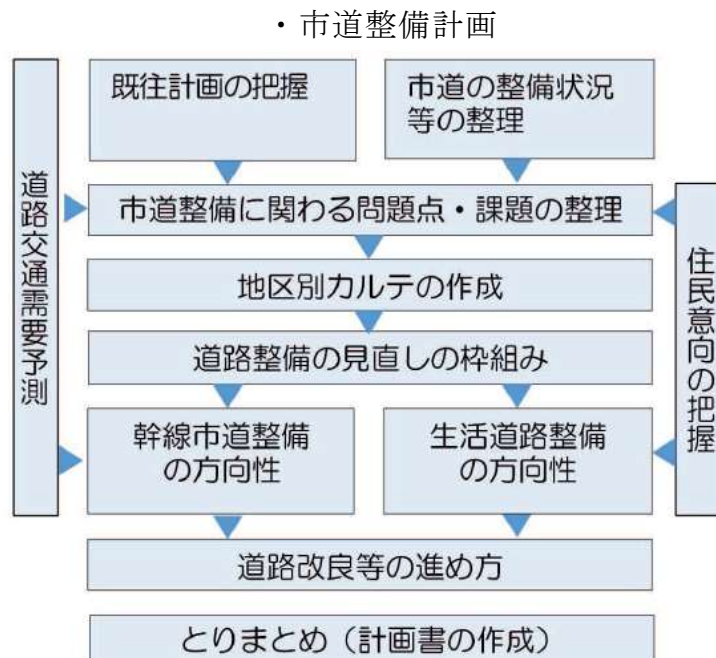 ・市道整備計画
既往計画の把握
市道の整備状況
等の整理
道路交通需要予測
市道整備に関わる問題点・課題の整理
住民意向の把握
地区別カルテの作成
道路整備の見直しの枠組み
幹線市道整備
の方向性
生活道路整備
の方向性
道路改良等の進め方
とりまとめ（計画書の作成）